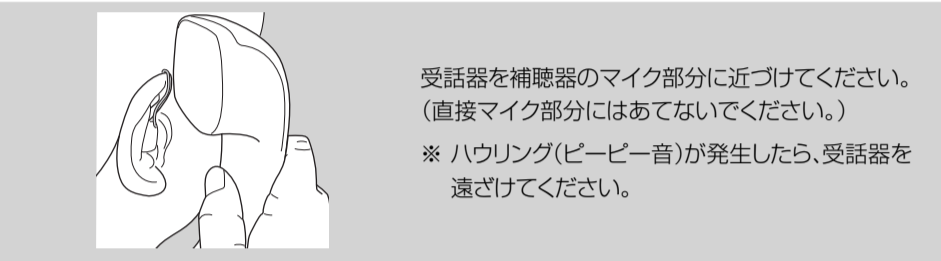 受話器を補聴器のマイク部分に近づけてください。
（直接マイク部分にはあてないでください。）
※ ハウリング（ピーピー音）が発生したら、受話器を
遠ざけてください。